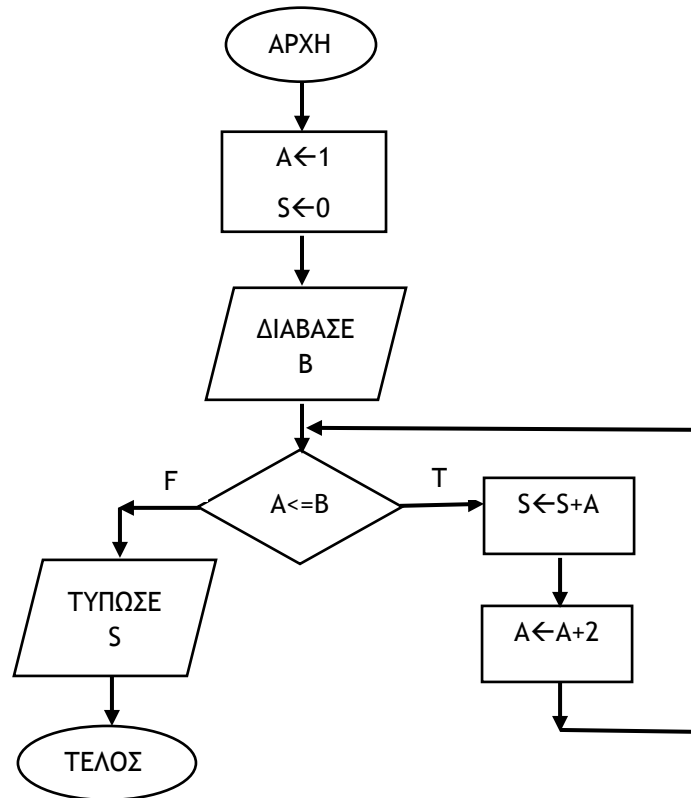 ΑΡΧΗ
Α←1
S←0
ΔΙΑΒΑΣΕ
Β
F
A<=B
T
S←S+A
A←A+2
ΤΥΠΩΣΕ
S
ΤΕΛΟΣ